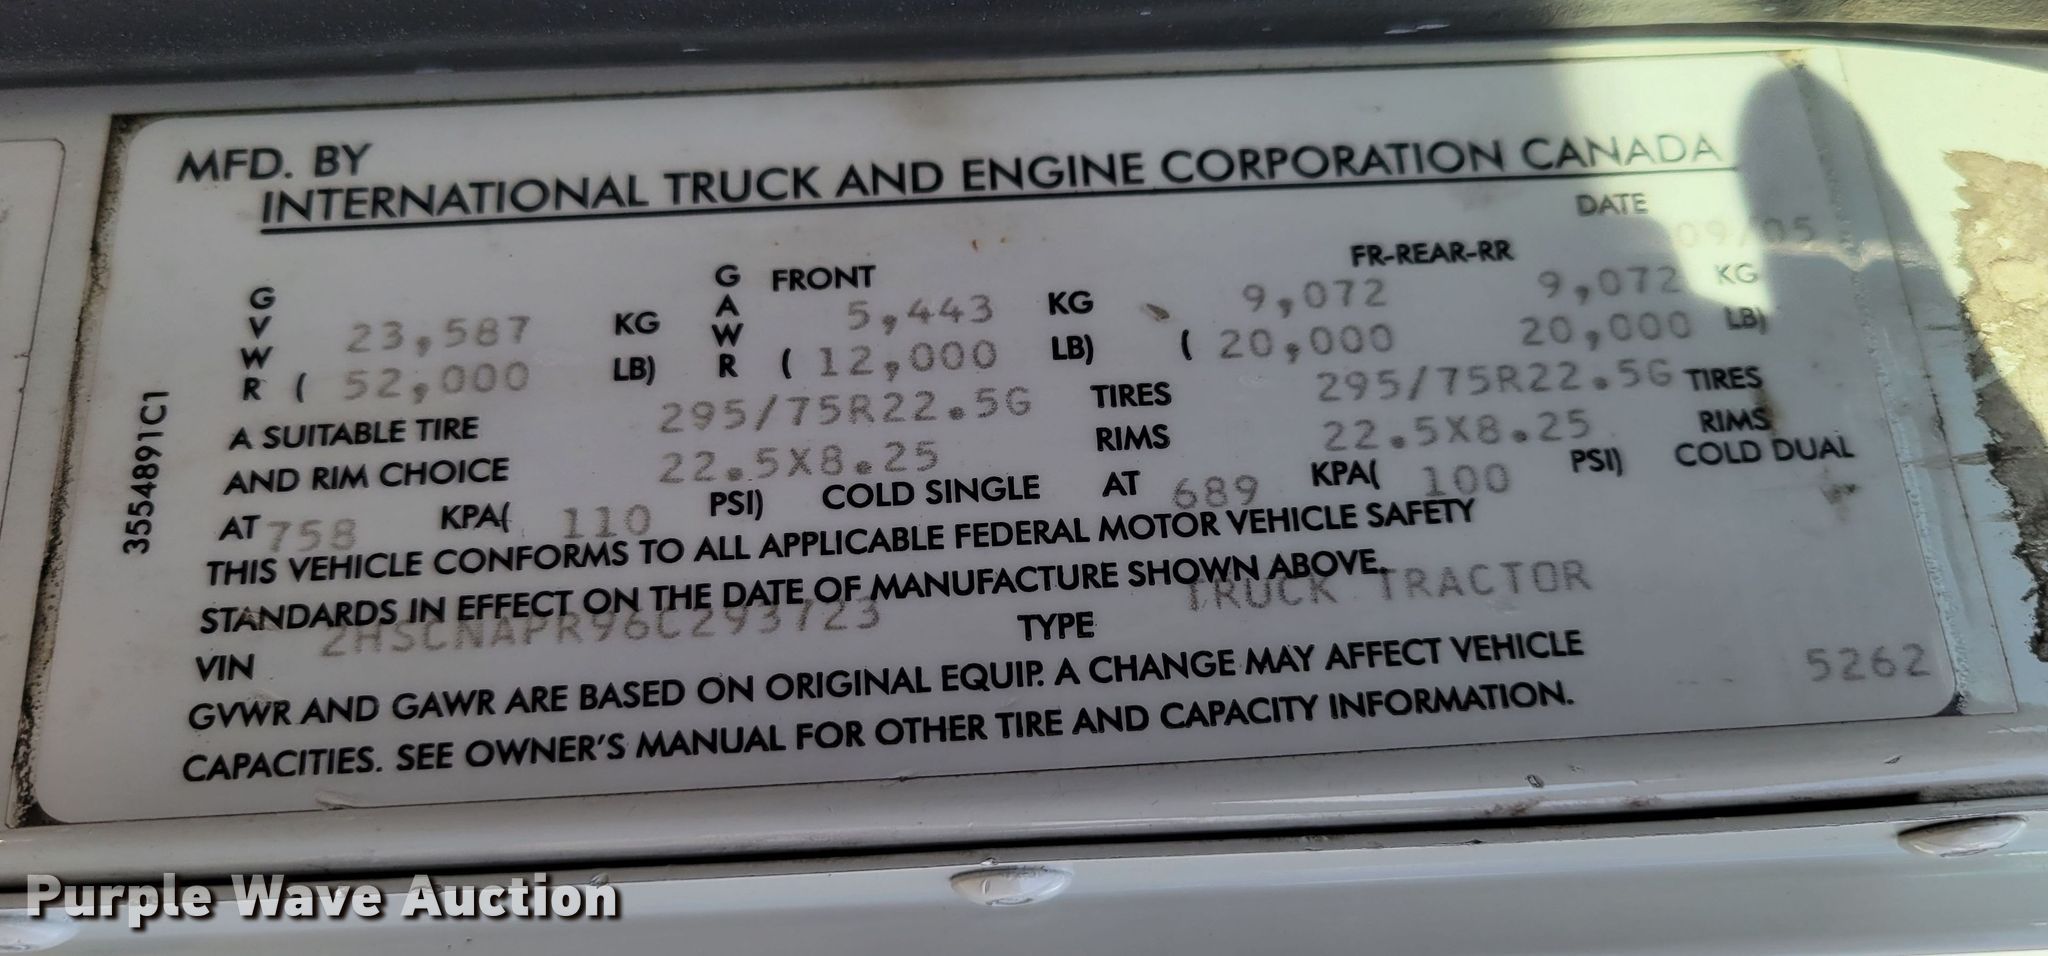 MFD. BY
INTERNATIONAL TRUCK AND ENGINE CORPORATION CANADA
DATE
09/05
GVWR GAWR FRONT FR-REAR-RR
23,587 KG 5,443 KG 9,072 9,072 KG
( 52,000 LB) ( 12,000 LB) ( 20,000 20,000 LB)
A SUITABLE TIRE 295/75R22.5G TIRES 295/75R22.5G TIRES
AND RIM CHOICE 22.5X8.25 RIMS 22.5X8.25 RIMS
AT 758 KPA( 110 PSI) COLD SINGLE AT 689 KPA( 100 PSI) COLD DUAL
THIS VEHICLE CONFORMS TO ALL APPLICABLE FEDERAL MOTOR VEHICLE SAFETY
STANDARDS IN EFFECT ON THE DATE OF MANUFACTURE SHOWN ABOVE.
VIN 2HSCNAPR96C293723 TYPE TRUCK TRACTOR
GVWR AND GAWR ARE BASED ON ORIGINAL EQUIP. A CHANGE MAY AFFECT VEHICLE
CAPACITIES. SEE OWNER'S MANUAL FOR OTHER TIRE AND CAPACITY INFORMATION.
5262
3554891C1
Purple Wave Auction